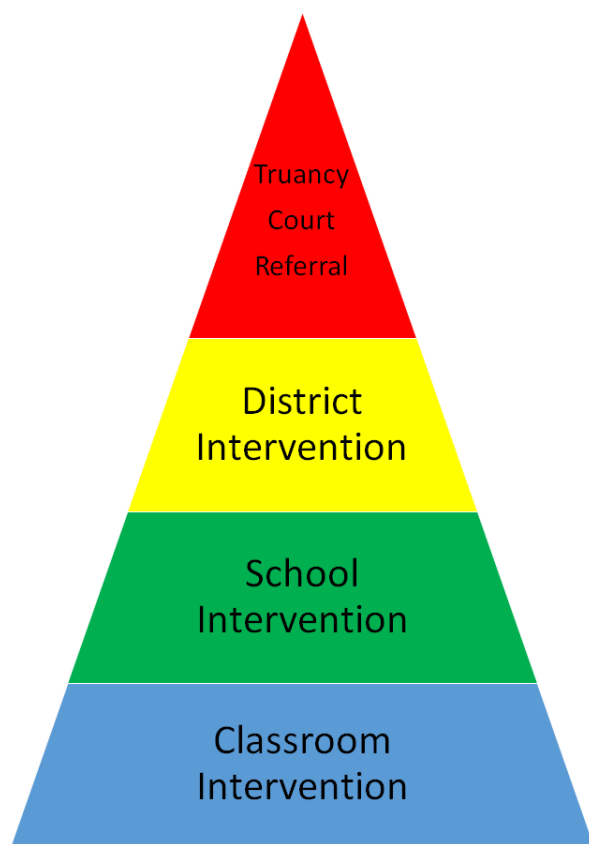 Truancy
Court
Referral
District
Intervention
School
Intervention
Classroom
Intervention